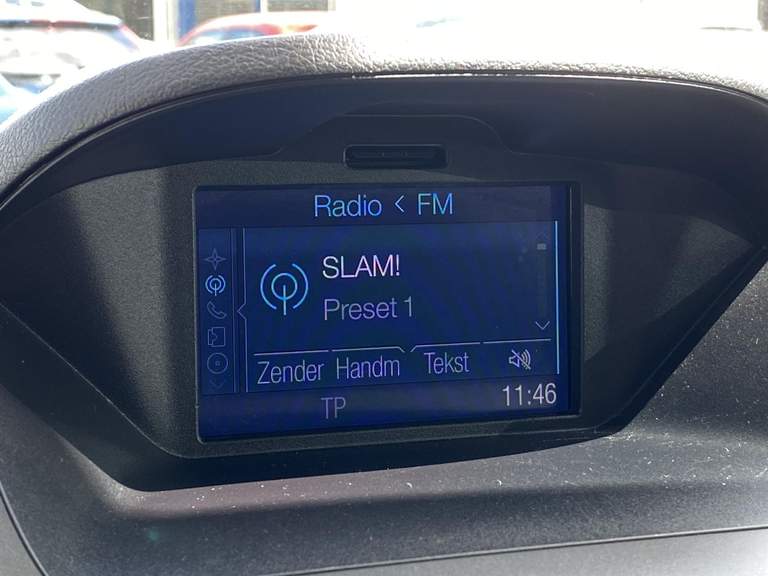 Radio < FM
SLAM!
Preset 1
Zender Handm Tekst
TP 11:46